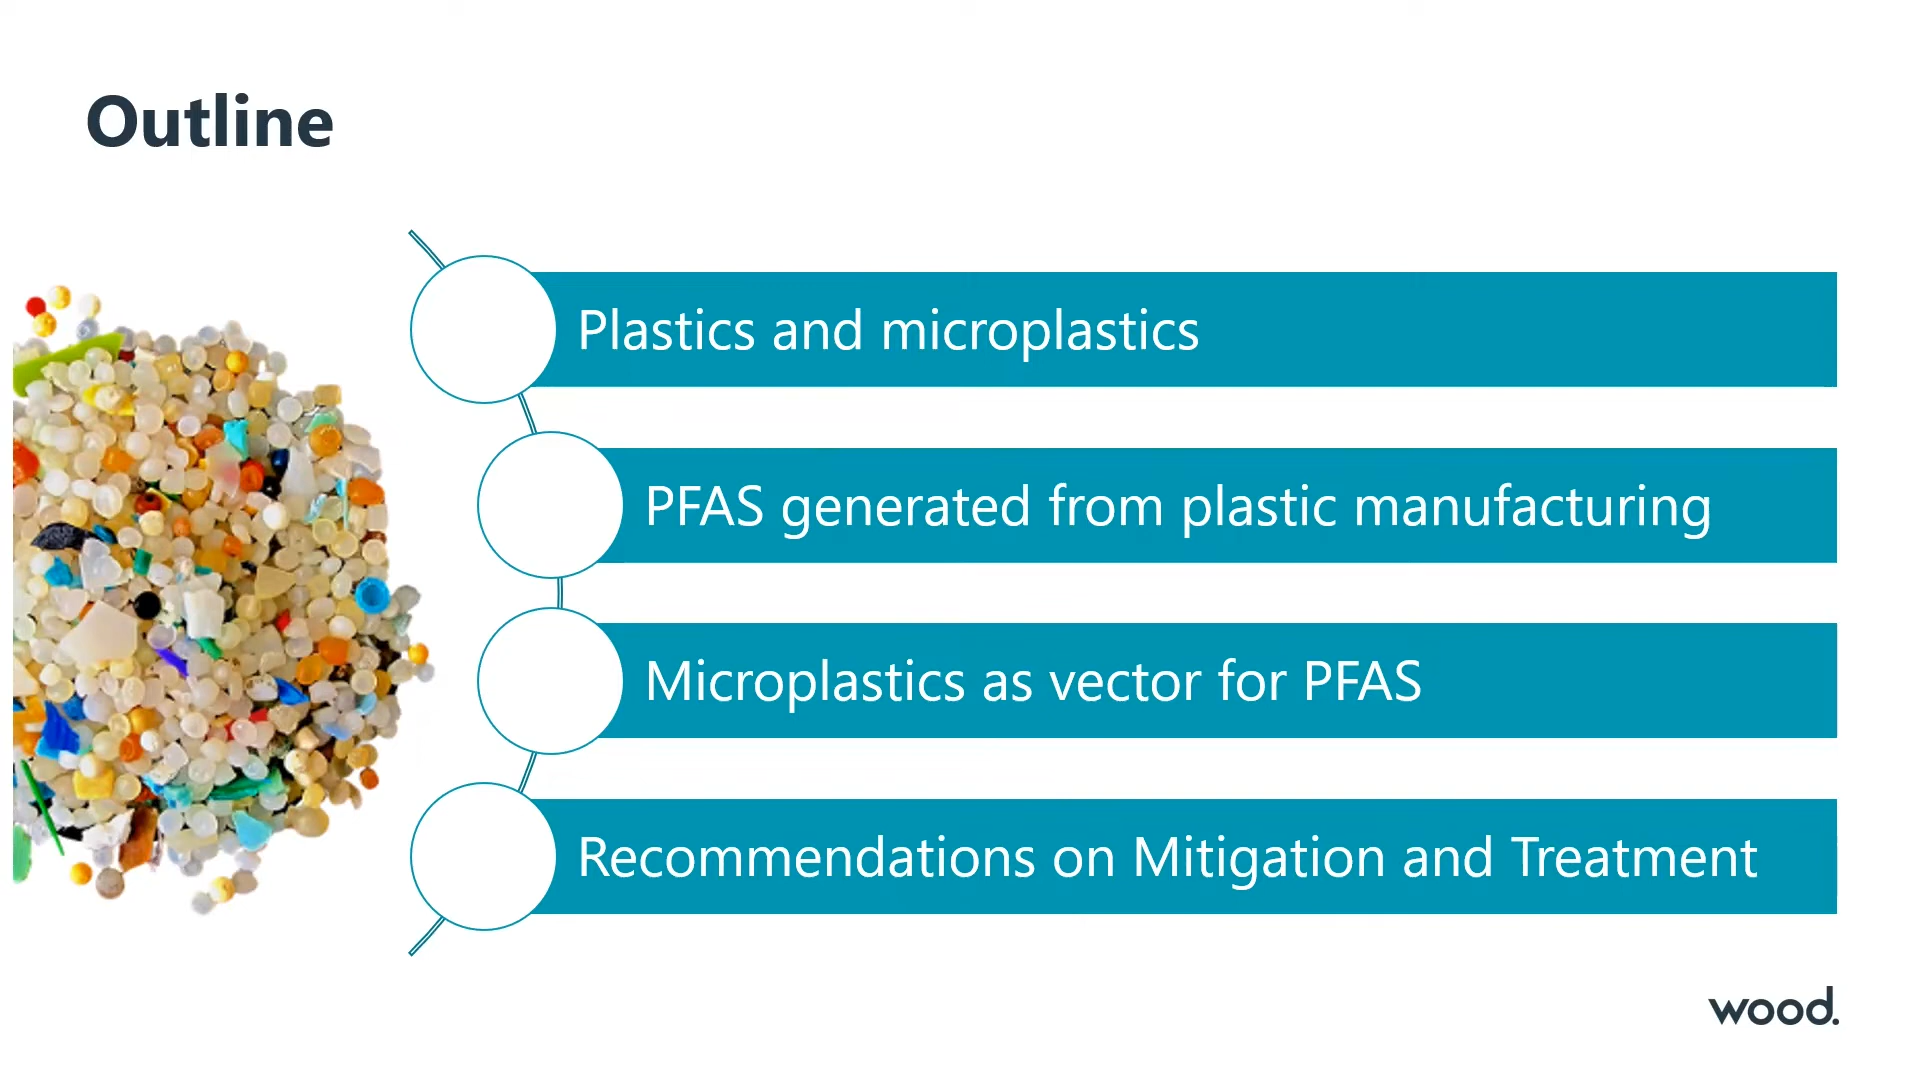 Outline
Plastics and microplastics
PFAS generated from plastic manufacturing
Microplastics as vector for PFAS
Recommendations on Mitigation and Treatment
wood.